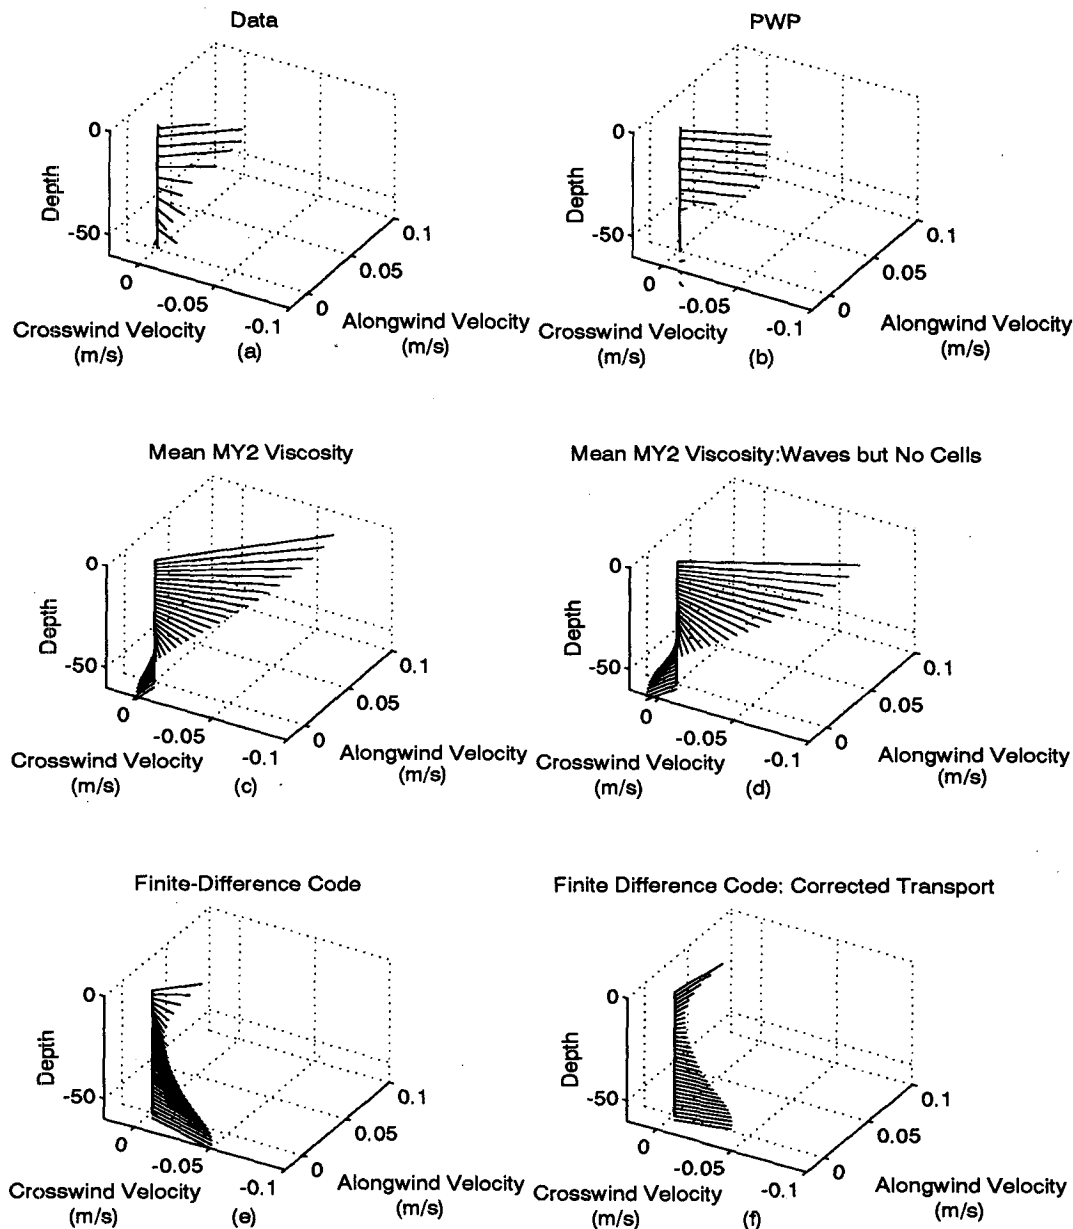 Data
0
-50
Depth
0
-0.05
-0.1
0
0.05
0.1
Crosswind Velocity
(m/s)
Alongwind Velocity
(m/s)
(a)
PWP
0
-50
Depth
0
-0.05
-0.1
0
0.05
0.1
Crosswind Velocity
(m/s)
Alongwind Velocity
(m/s)
(b)
Mean MY2 Viscosity
0
-50
Depth
0
-0.05
-0.1
0
0.05
0.1
Crosswind Velocity
(m/s)
Alongwind Velocity
(m/s)
(c)
Mean MY2 Viscosity:Waves but No Cells
0
-50
Depth
0
-0.05
-0.1
0
0.05
0.1
Crosswind Velocity
(m/s)
Alongwind Velocity
(m/s)
(d)
Finite-Difference Code
0
-50
Depth
0
-0.05
-0.1
0
0.05
0.1
Crosswind Velocity
(m/s)
Alongwind Velocity
(m/s)
(e)
Finite Difference Code: Corrected Transport
0
-50
Depth
0
-0.05
-0.1
0
0.05
0.1
Crosswind Velocity
(m/s)
Alongwind Velocity
(m/s)
(f)